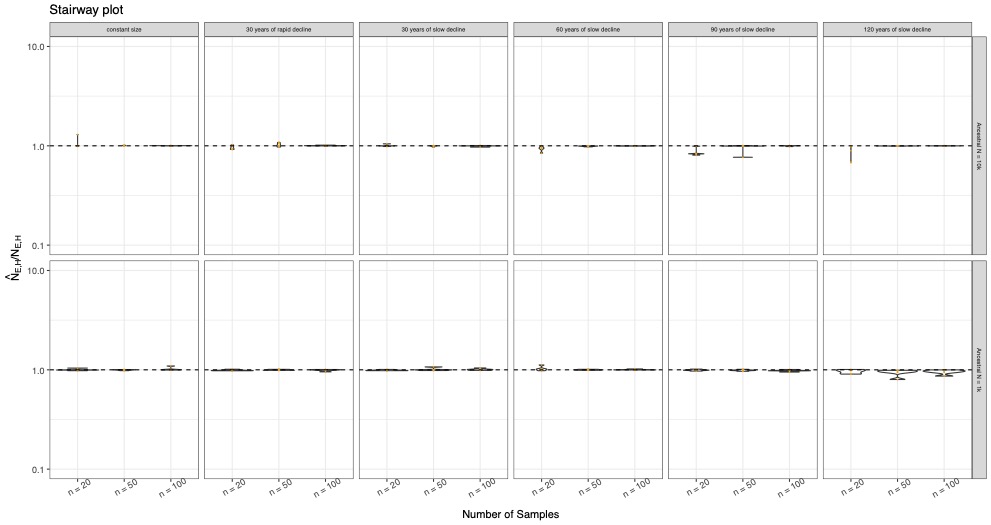 Stairway plot
constant size
30 years of rapid decline
30 years of slow decline
60 years of slow decline
90 years of slow decline
120 years of slow decline
10.0
1.0
0.1
Ancestral N = 10k
10.0
1.0
0.1
Ancestral N = 1k
N̂E,H/NE,H
n = 20
n = 50
n = 100
n = 20
n = 50
n = 100
n = 20
n = 50
n = 100
n = 20
n = 50
n = 100
n = 20
n = 50
n = 100
n = 20
n = 50
n = 100
Number of Samples